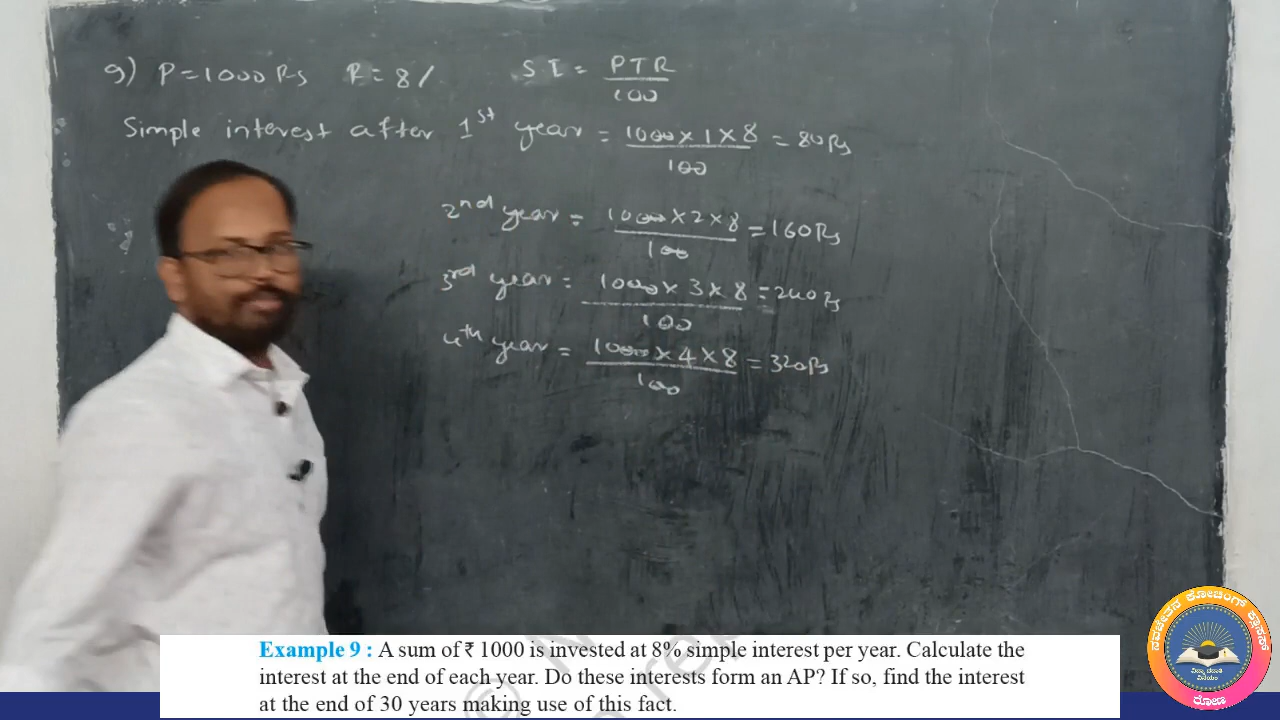 9) P=1000 Rs R= 8/ SI = PTR
100
Simple interest after 1st year = 1000 × 1 × 8 = 80 Rs
100
2nd year = 1000 × 2 × 8 = 160 Rs
100
3rd year = 1000 × 3 × 8 = 240 Rs
100
4th year = 1000 × 4 × 8 = 320 Rs
100
Example 9 : A sum of ₹ 1000 is invested at 8% simple interest per year. Calculate the
interest at the end of each year. Do these interests form an AP? If so, find the interest
at the end of 30 years making use of this fact.
ನವಚೇತನ ಕೋಚಿಂಗ್ ಕ್ಲಾಸಸ್
ರೋಣ